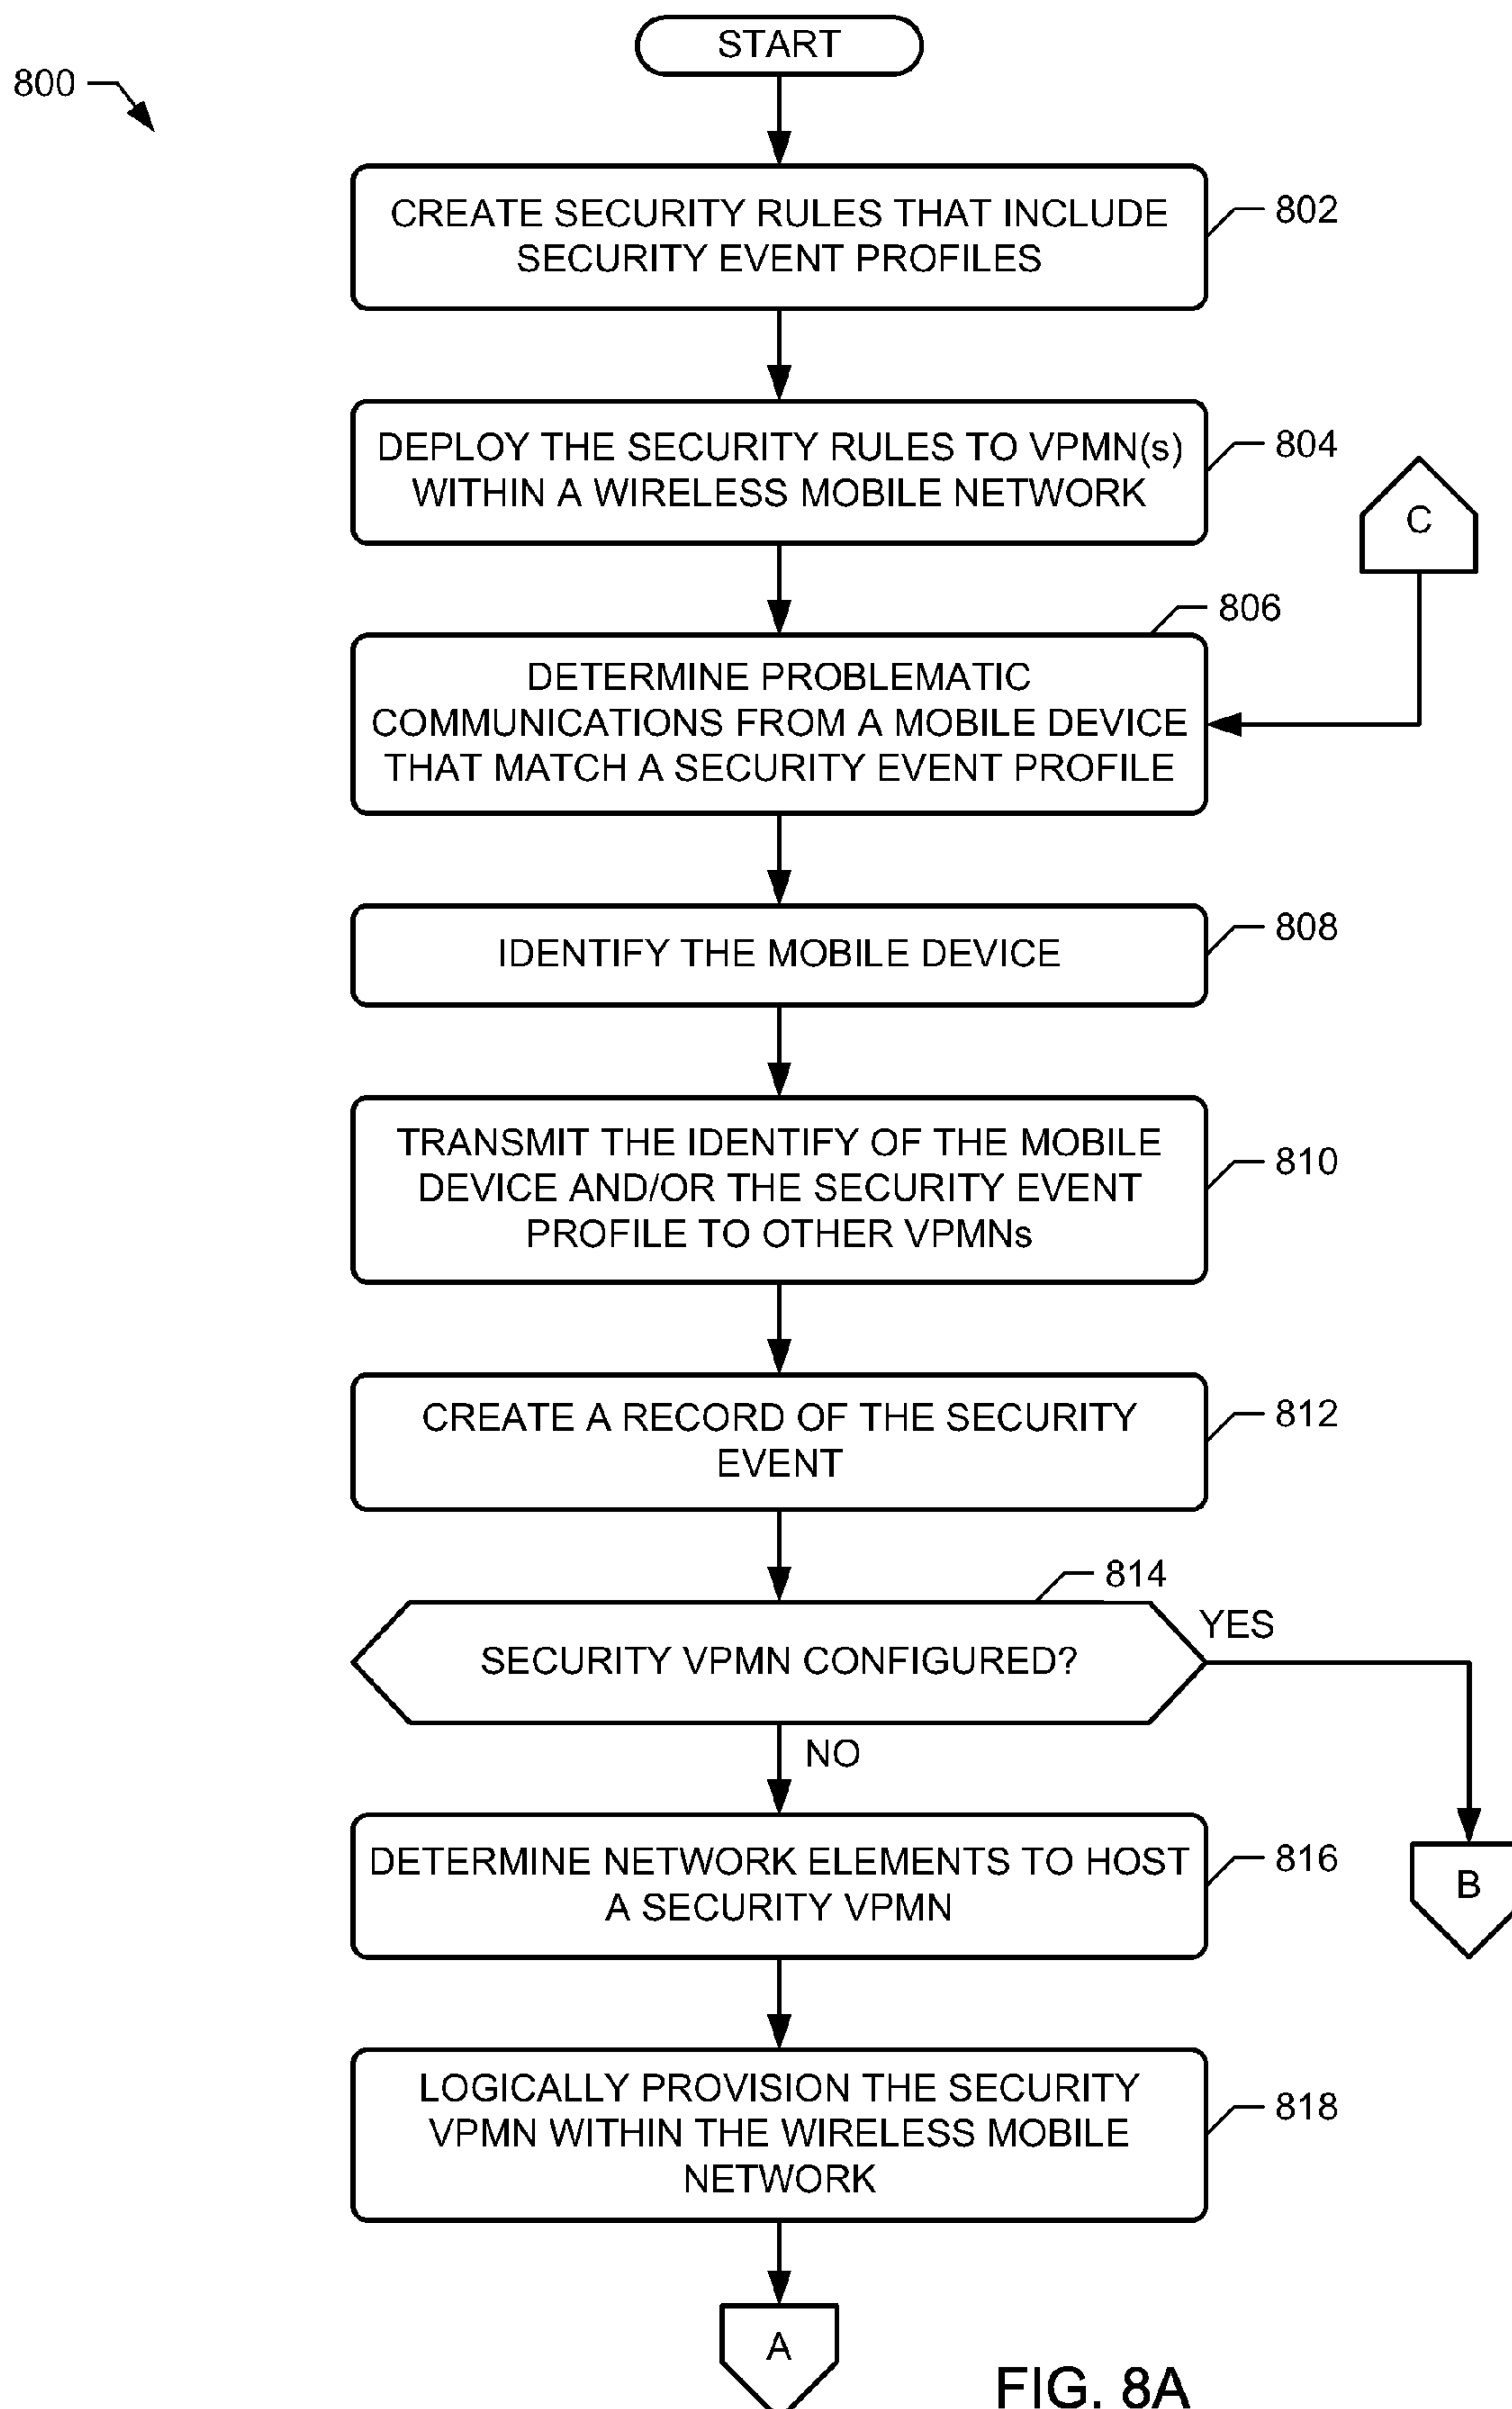 START
800
CREATE SECURITY RULES THAT INCLUDE
SECURITY EVENT PROFILES
802
DEPLOY THE SECURITY RULES TO VPMN(s)
WITHIN A WIRELESS MOBILE NETWORK
804
C
806
DETERMINE PROBLEMATIC
COMMUNICATIONS FROM A MOBILE DEVICE
THAT MATCH A SECURITY EVENT PROFILE
IDENTIFY THE MOBILE DEVICE
808
TRANSMIT THE IDENTIFY OF THE MOBILE
DEVICE AND/OR THE SECURITY EVENT
PROFILE TO OTHER VPMNs
810
CREATE A RECORD OF THE SECURITY
EVENT
812
814
SECURITY VPMN CONFIGURED?
YES
NO
DETERMINE NETWORK ELEMENTS TO HOST
A SECURITY VPMN
816
B
LOGICALLY PROVISION THE SECURITY
VPMN WITHIN THE WIRELESS MOBILE
NETWORK
818
A
FIG. 8A